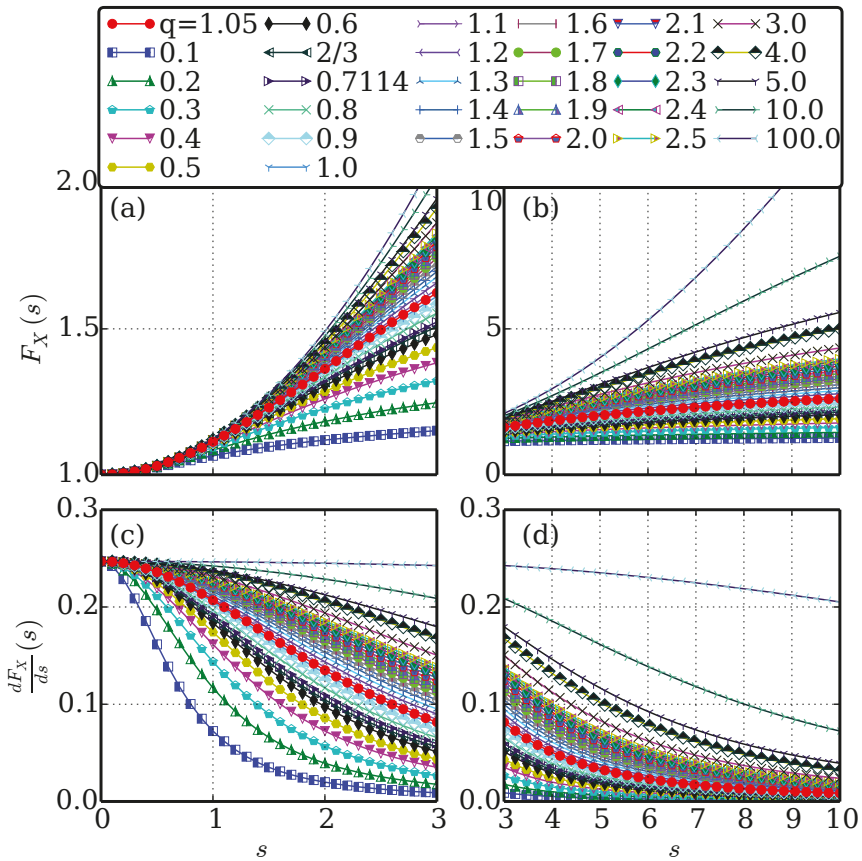 q=1.05 0.6 1.1 1.6 2.1 3.0
0.1 2/3 1.2 1.7 2.2 4.0
0.2 0.7114 1.3 1.8 2.3 5.0
0.3 0.8 1.4 1.9 2.4 10.0
0.4 0.9 1.5 2.0 2.5 100.0
0.5 1.0
2.0 (a) 10 (b)
F_X(s)
1.5 5
1.0 0
0.3 (c) 0.3 (d)
0.2 0.2
dF_X/ds (s)
0.1 0.1
0.0 0.0
0 1 2 3 3 4 5 6 7 8 9 10
s s